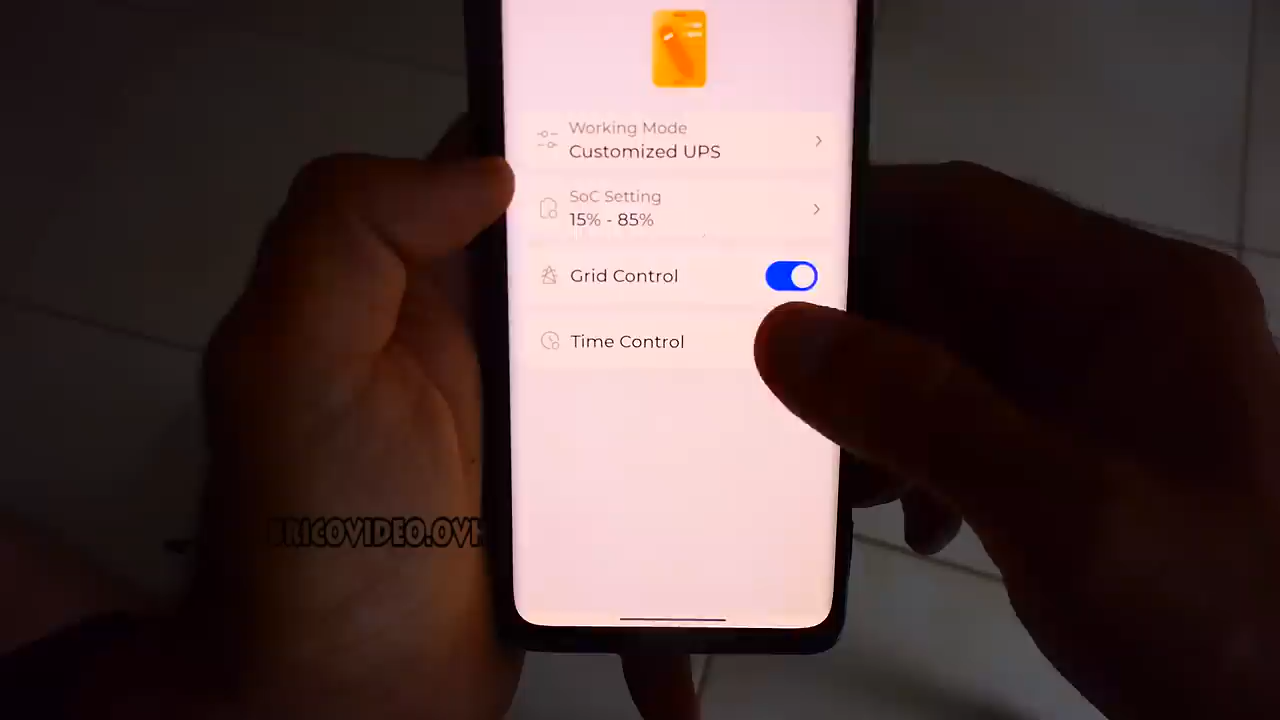 Working Mode
Customized UPS
SoC Setting
15% - 85%
Grid Control
Time Control
BRICOVIDEO.OVH